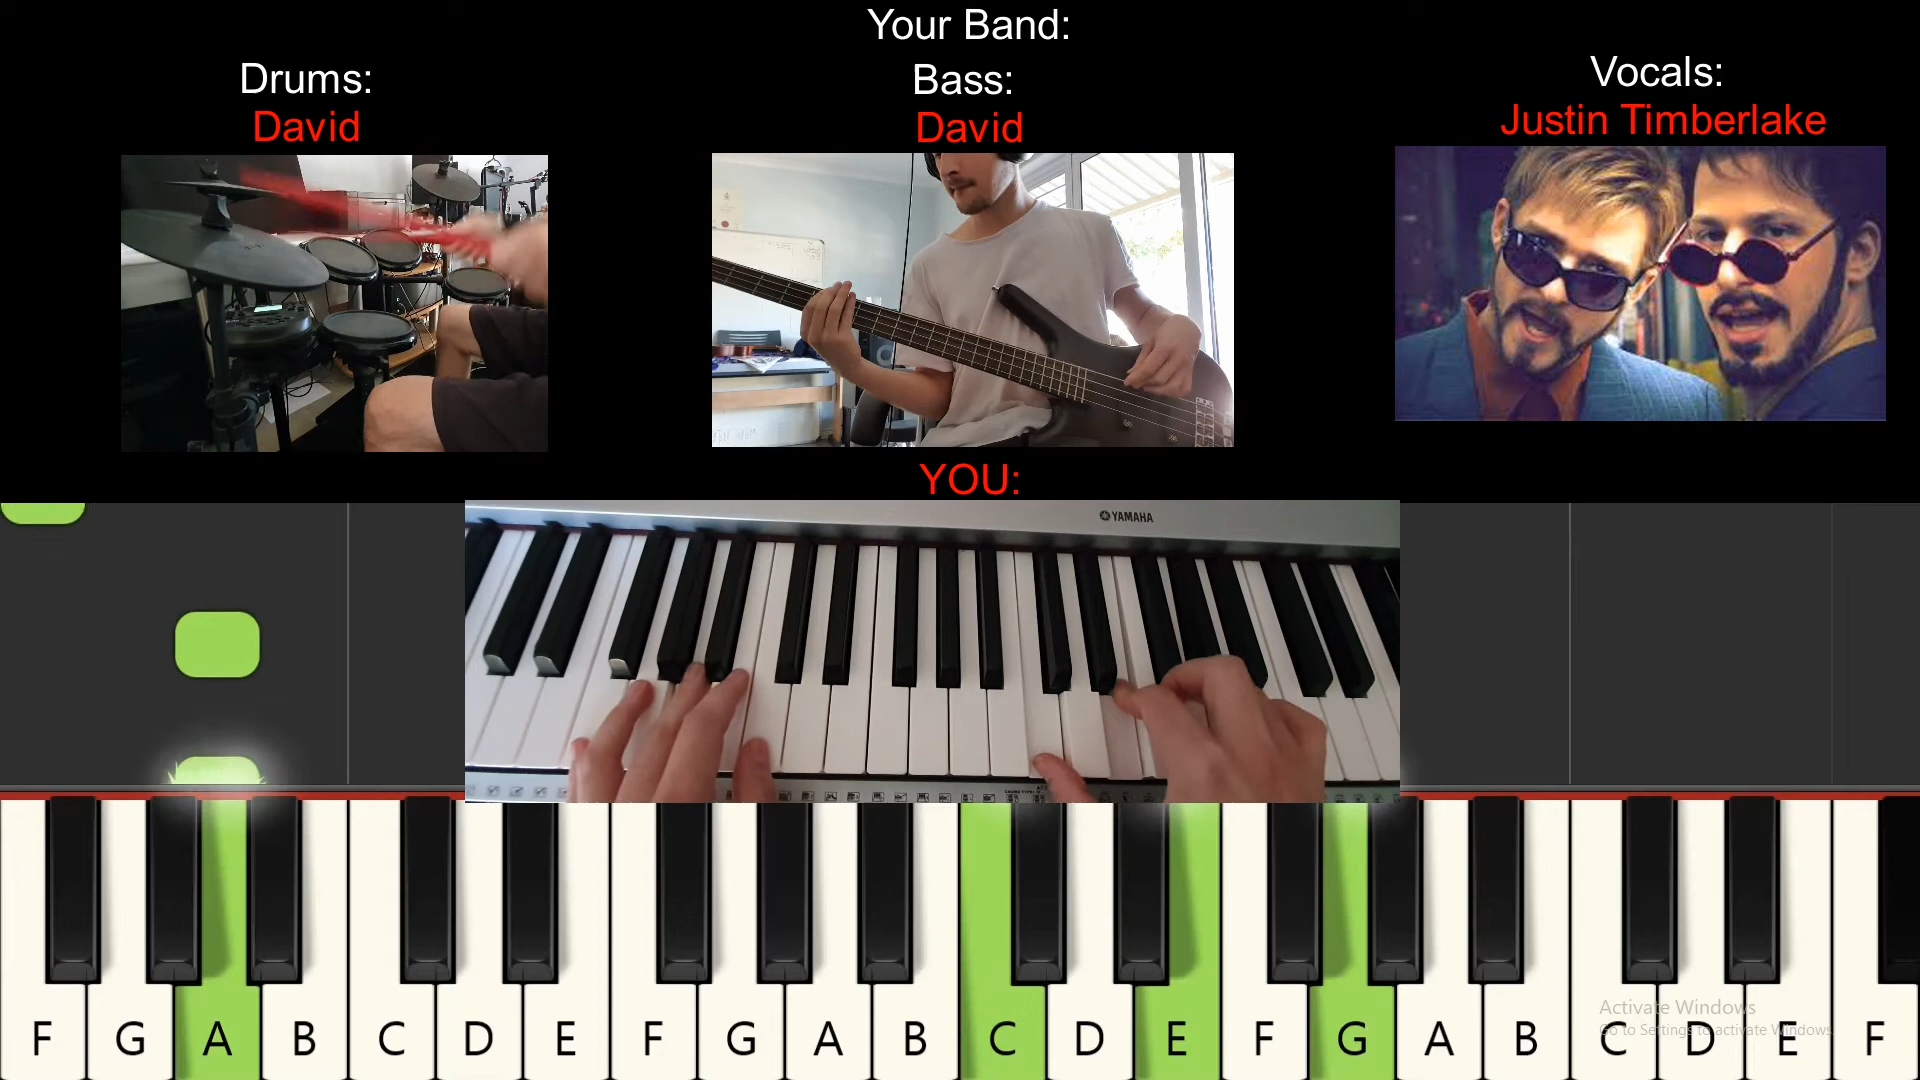 Your Band:
Drums:
David
Bass:
David
Vocals:
Justin Timberlake
YOU:
YAMAHA
F G A B C D E F G A B C D E F G A B C D E F
Activate Windows
Go to Settings to activate Windows.